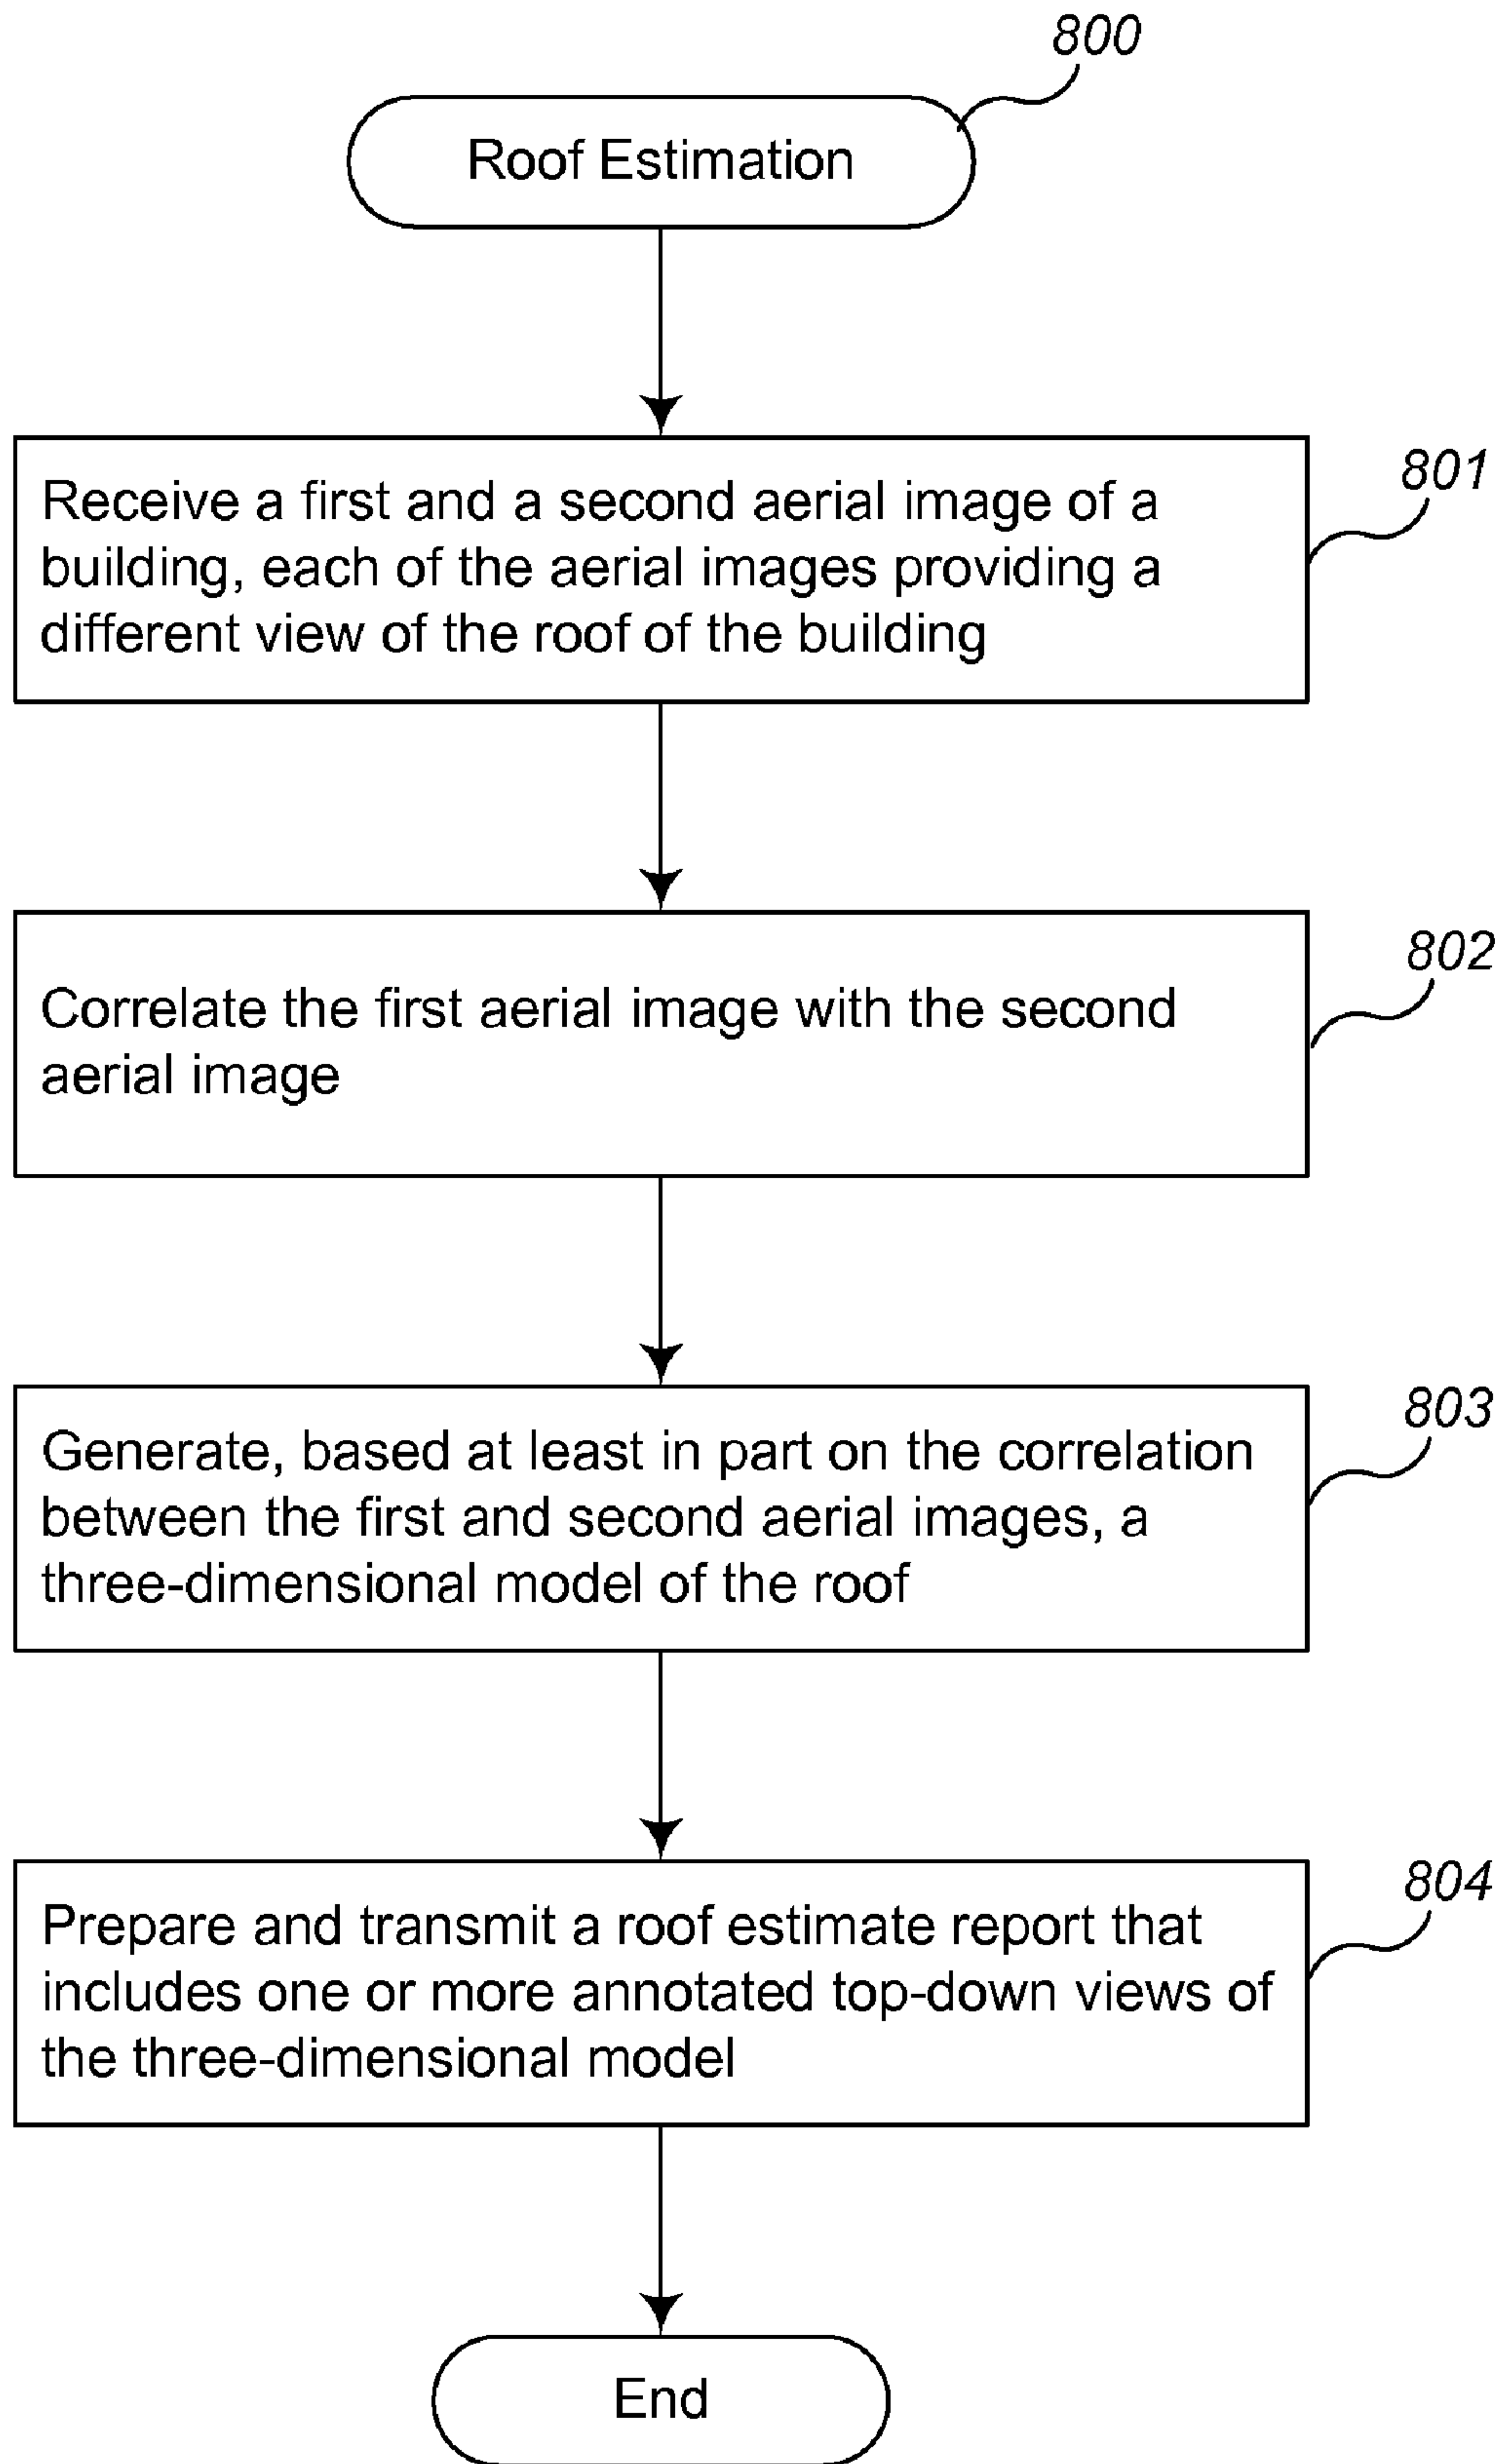 800
Roof Estimation
801
Receive a first and a second aerial image of a
building, each of the aerial images providing a
different view of the roof of the building
802
Correlate the first aerial image with the second
aerial image
803
Generate, based at least in part on the correlation
between the first and second aerial images, a
three-dimensional model of the roof
804
Prepare and transmit a roof estimate report that
includes one or more annotated top-down views of
the three-dimensional model
End